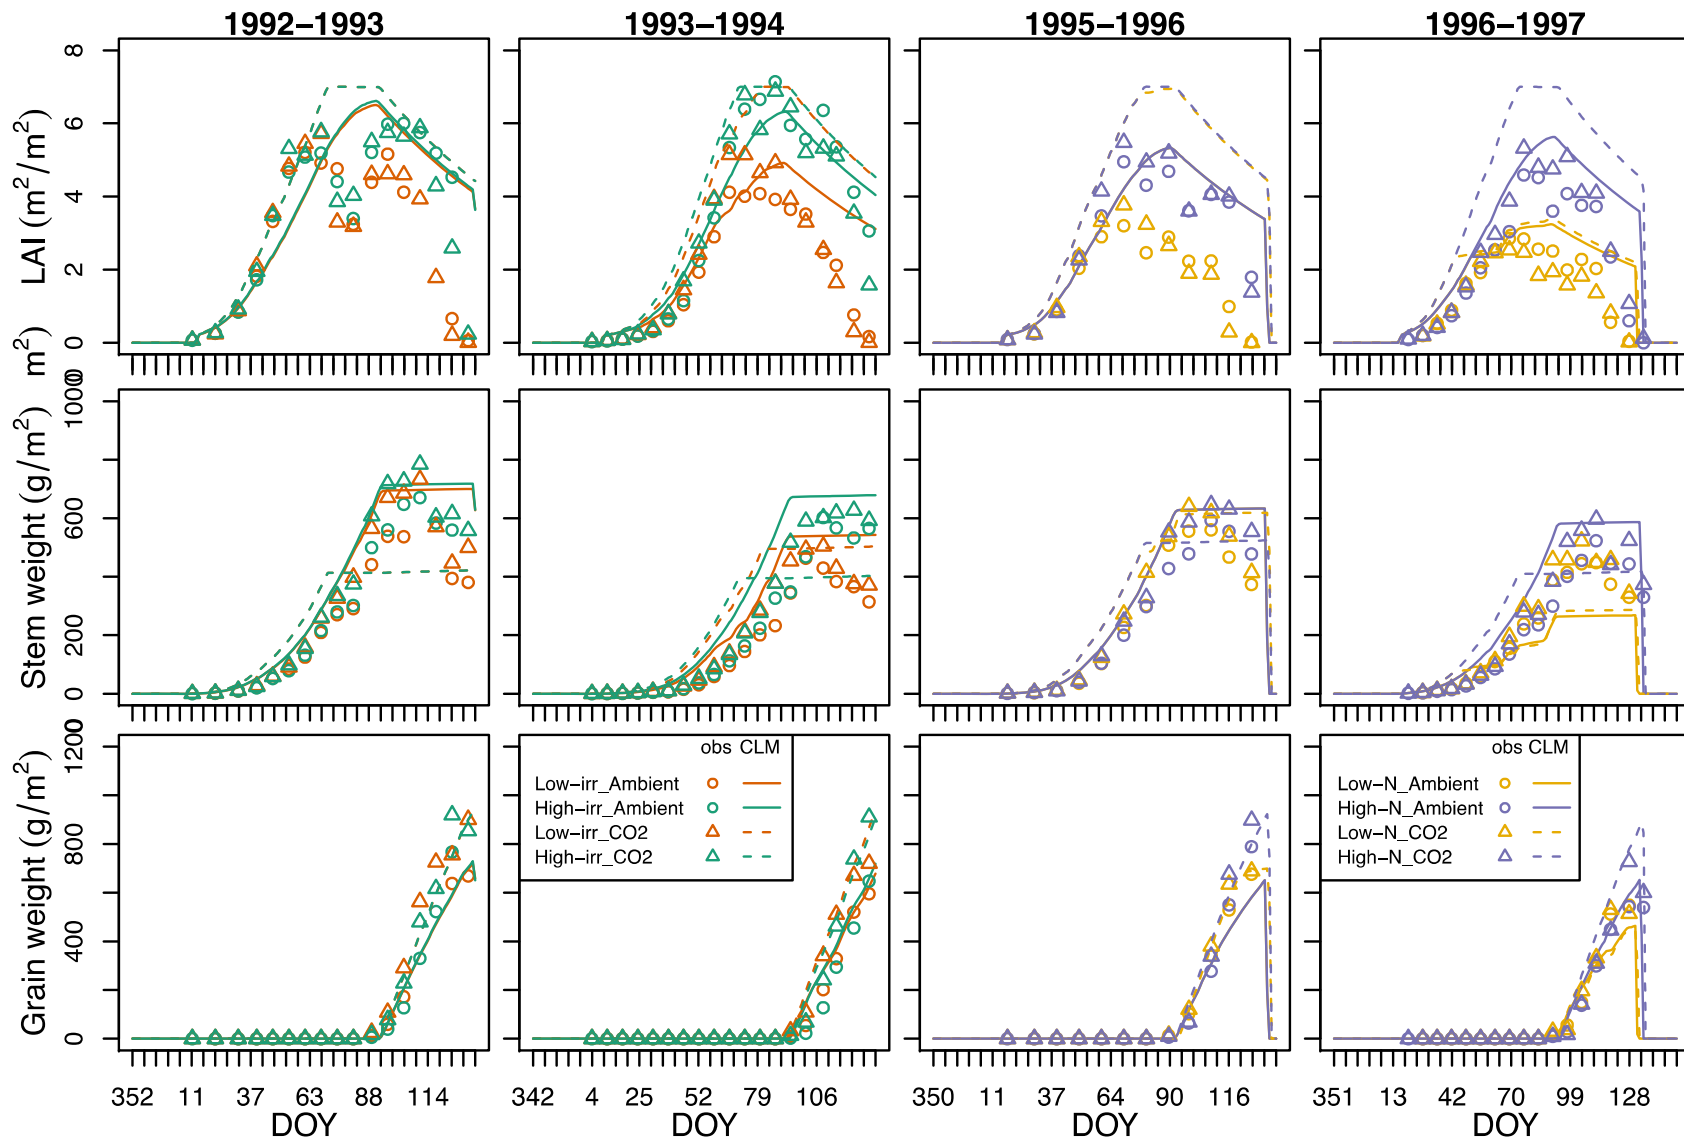 1992−1993 1993−1994 1995−1996 1996−1997
LAI (m²/m²)
8
6
4
2
0
m²)
Stem weight (g/m²)
1000
600
200
0
Grain weight (g/m²)
1200
800
400
0
obs CLM
Low−irr_Ambient
High−irr_Ambient
Low−irr_CO2
High−irr_CO2
obs CLM
Low−N_Ambient
High−N_Ambient
Low−N_CO2
High−N_CO2
352 11 37 63 88 114 342 4 25 52 79 106 350 11 37 64 90 116 351 13 42 70 99 128
DOY DOY DOY DOY